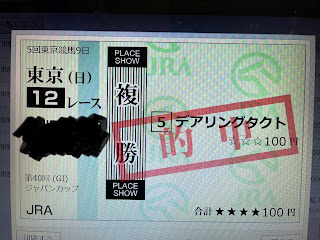 5回東京競馬9日
東京(日)
12レース
第40回(GI)
ジャパンカップ
JRA
PLACE
SHOW
複勝
PLACE
SHOW
5 デアリングタクト
☆☆☆100円
的中
合計★★★★100円
JRA